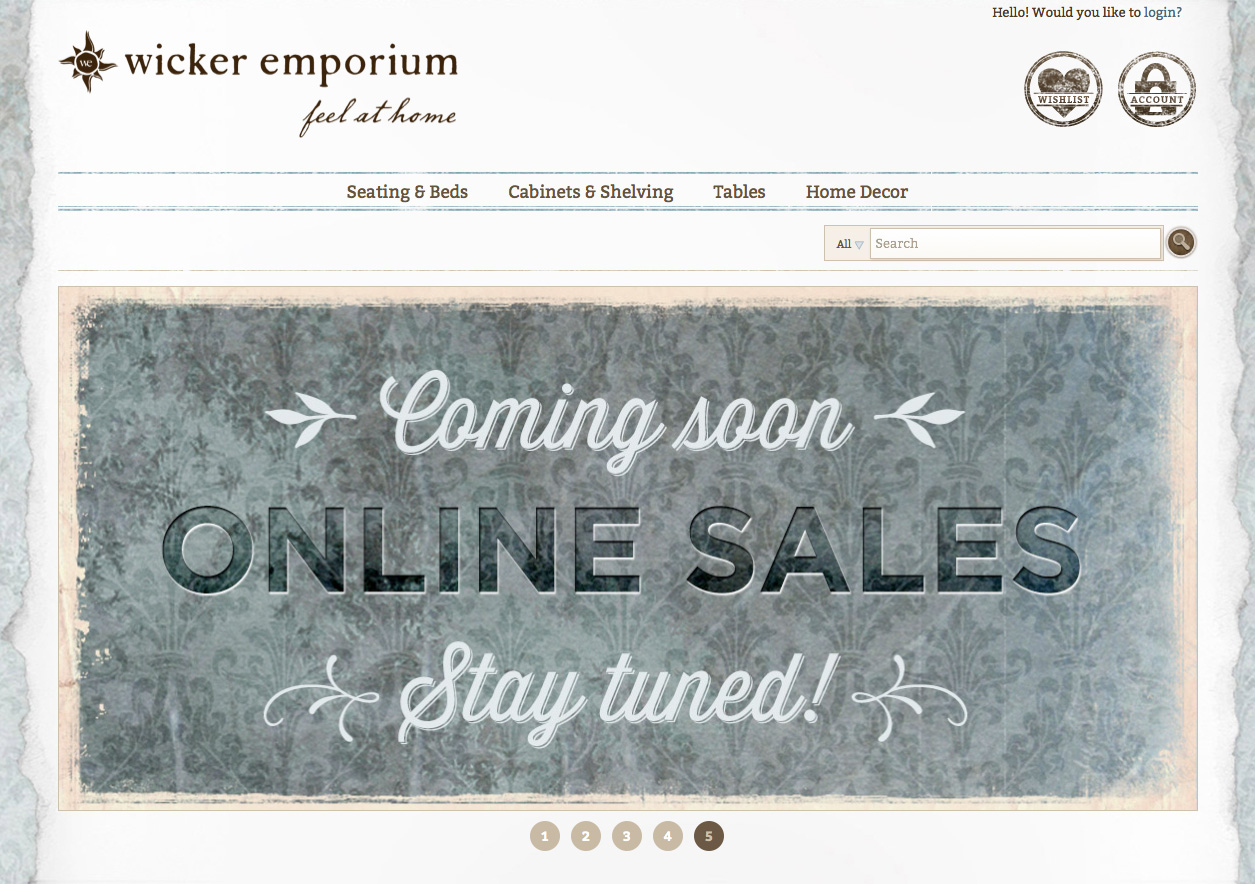 Hello! Would you like to login?
we
wicker emporium
feel at home
WISHLIST
ACCOUNT
Seating & Beds
Cabinets & Shelving
Tables
Home Decor
All
Search
Coming soon
ONLINE SALES
Stay tuned!
1 2 3 4 5